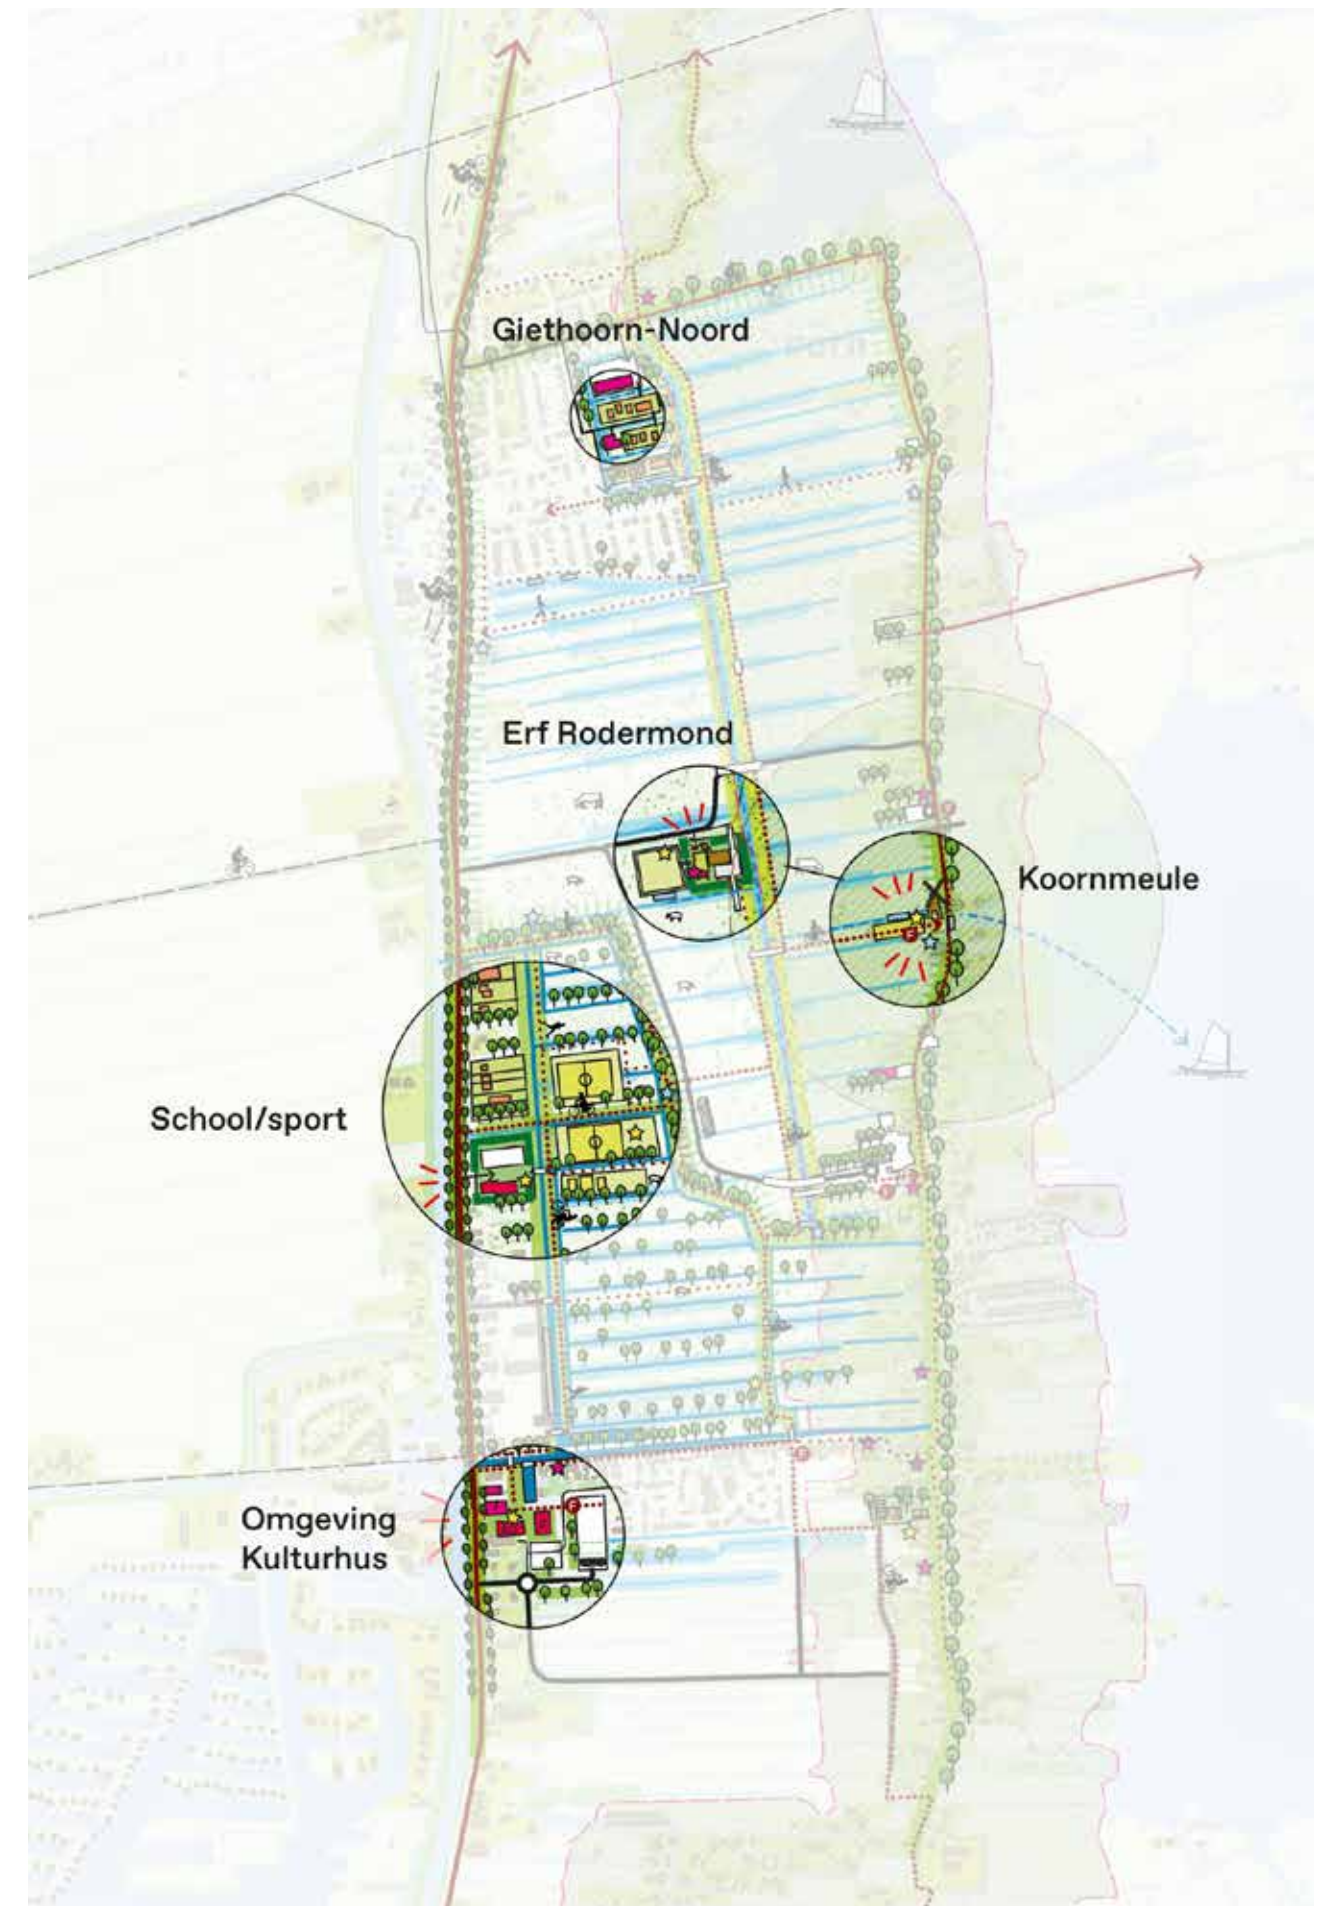 Giethoorn-Noord
Erf Rodermond
Koornmeule
School/sport
Omgeving
Kulturhus